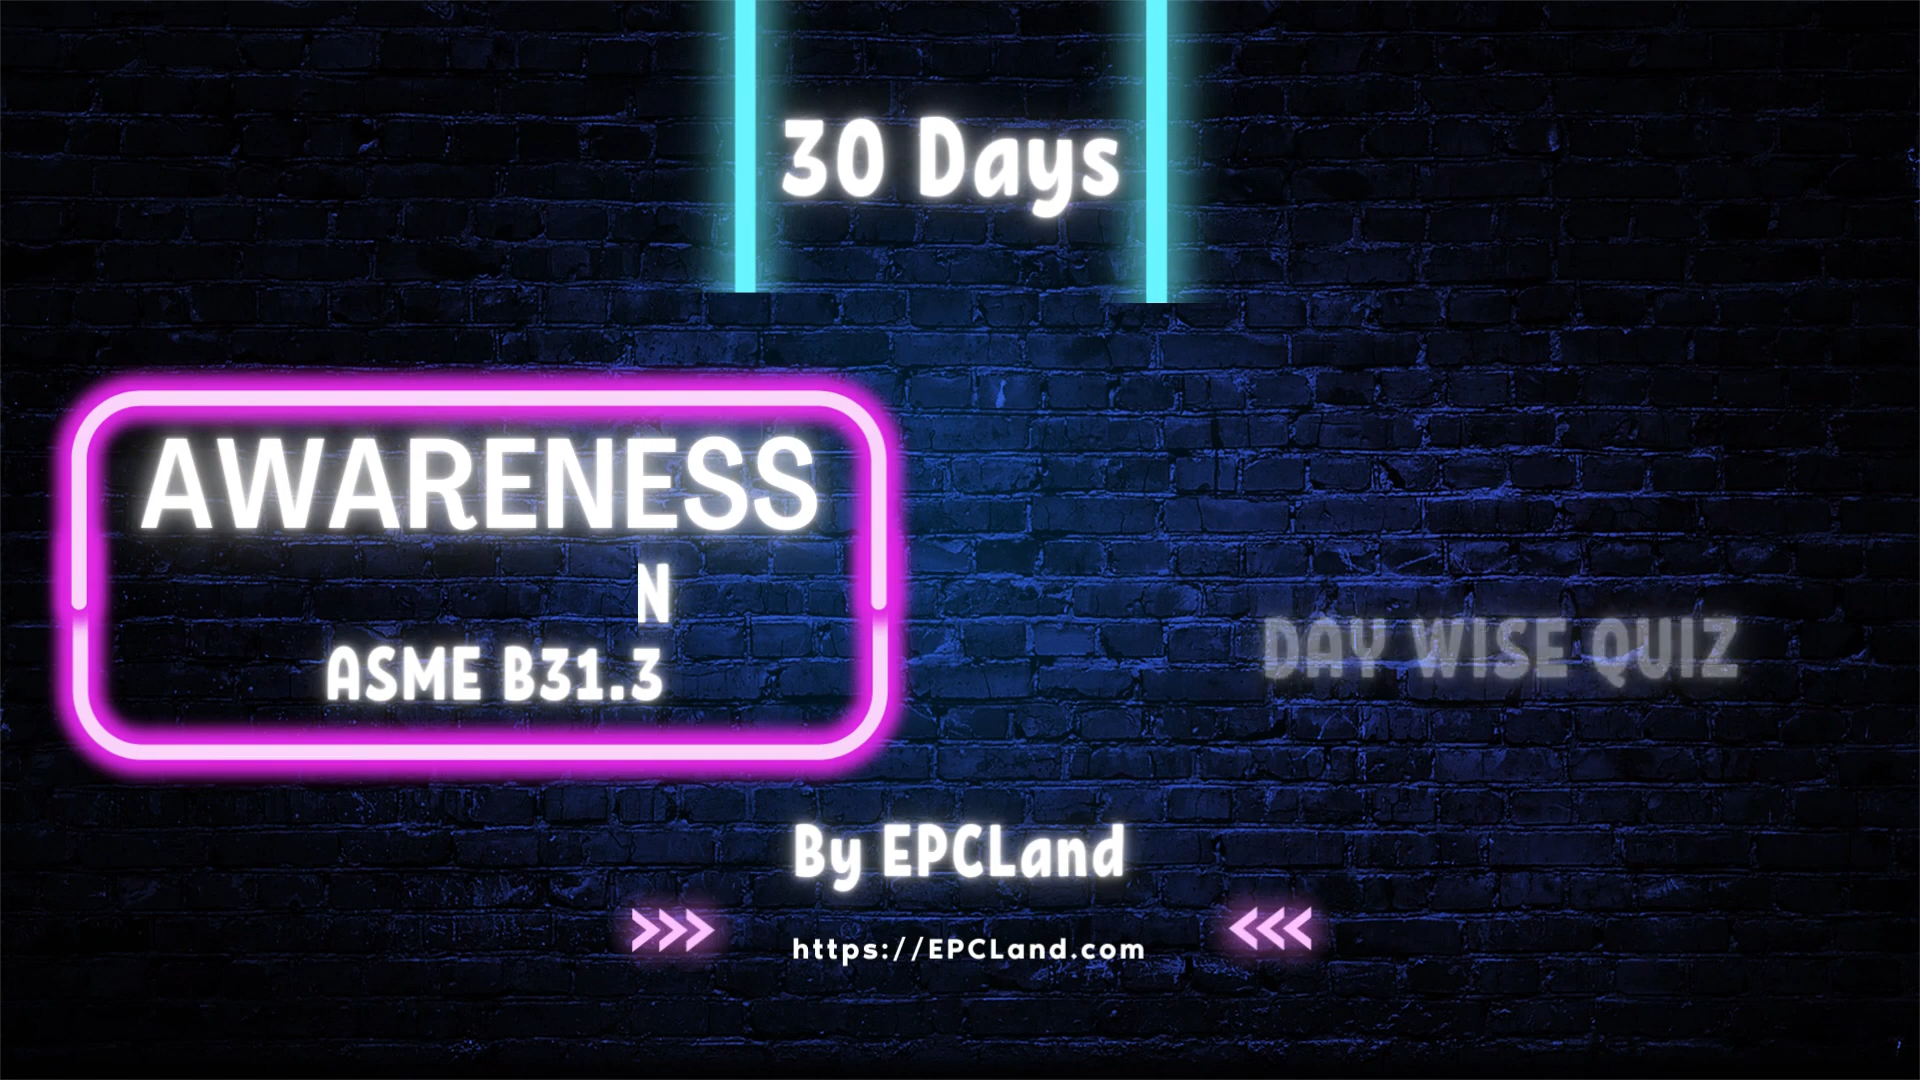 30 Days
AWARENESS
N
ASME B31.3
DAY WISE QUIZ
By EPCLand
https://EPCLand.com